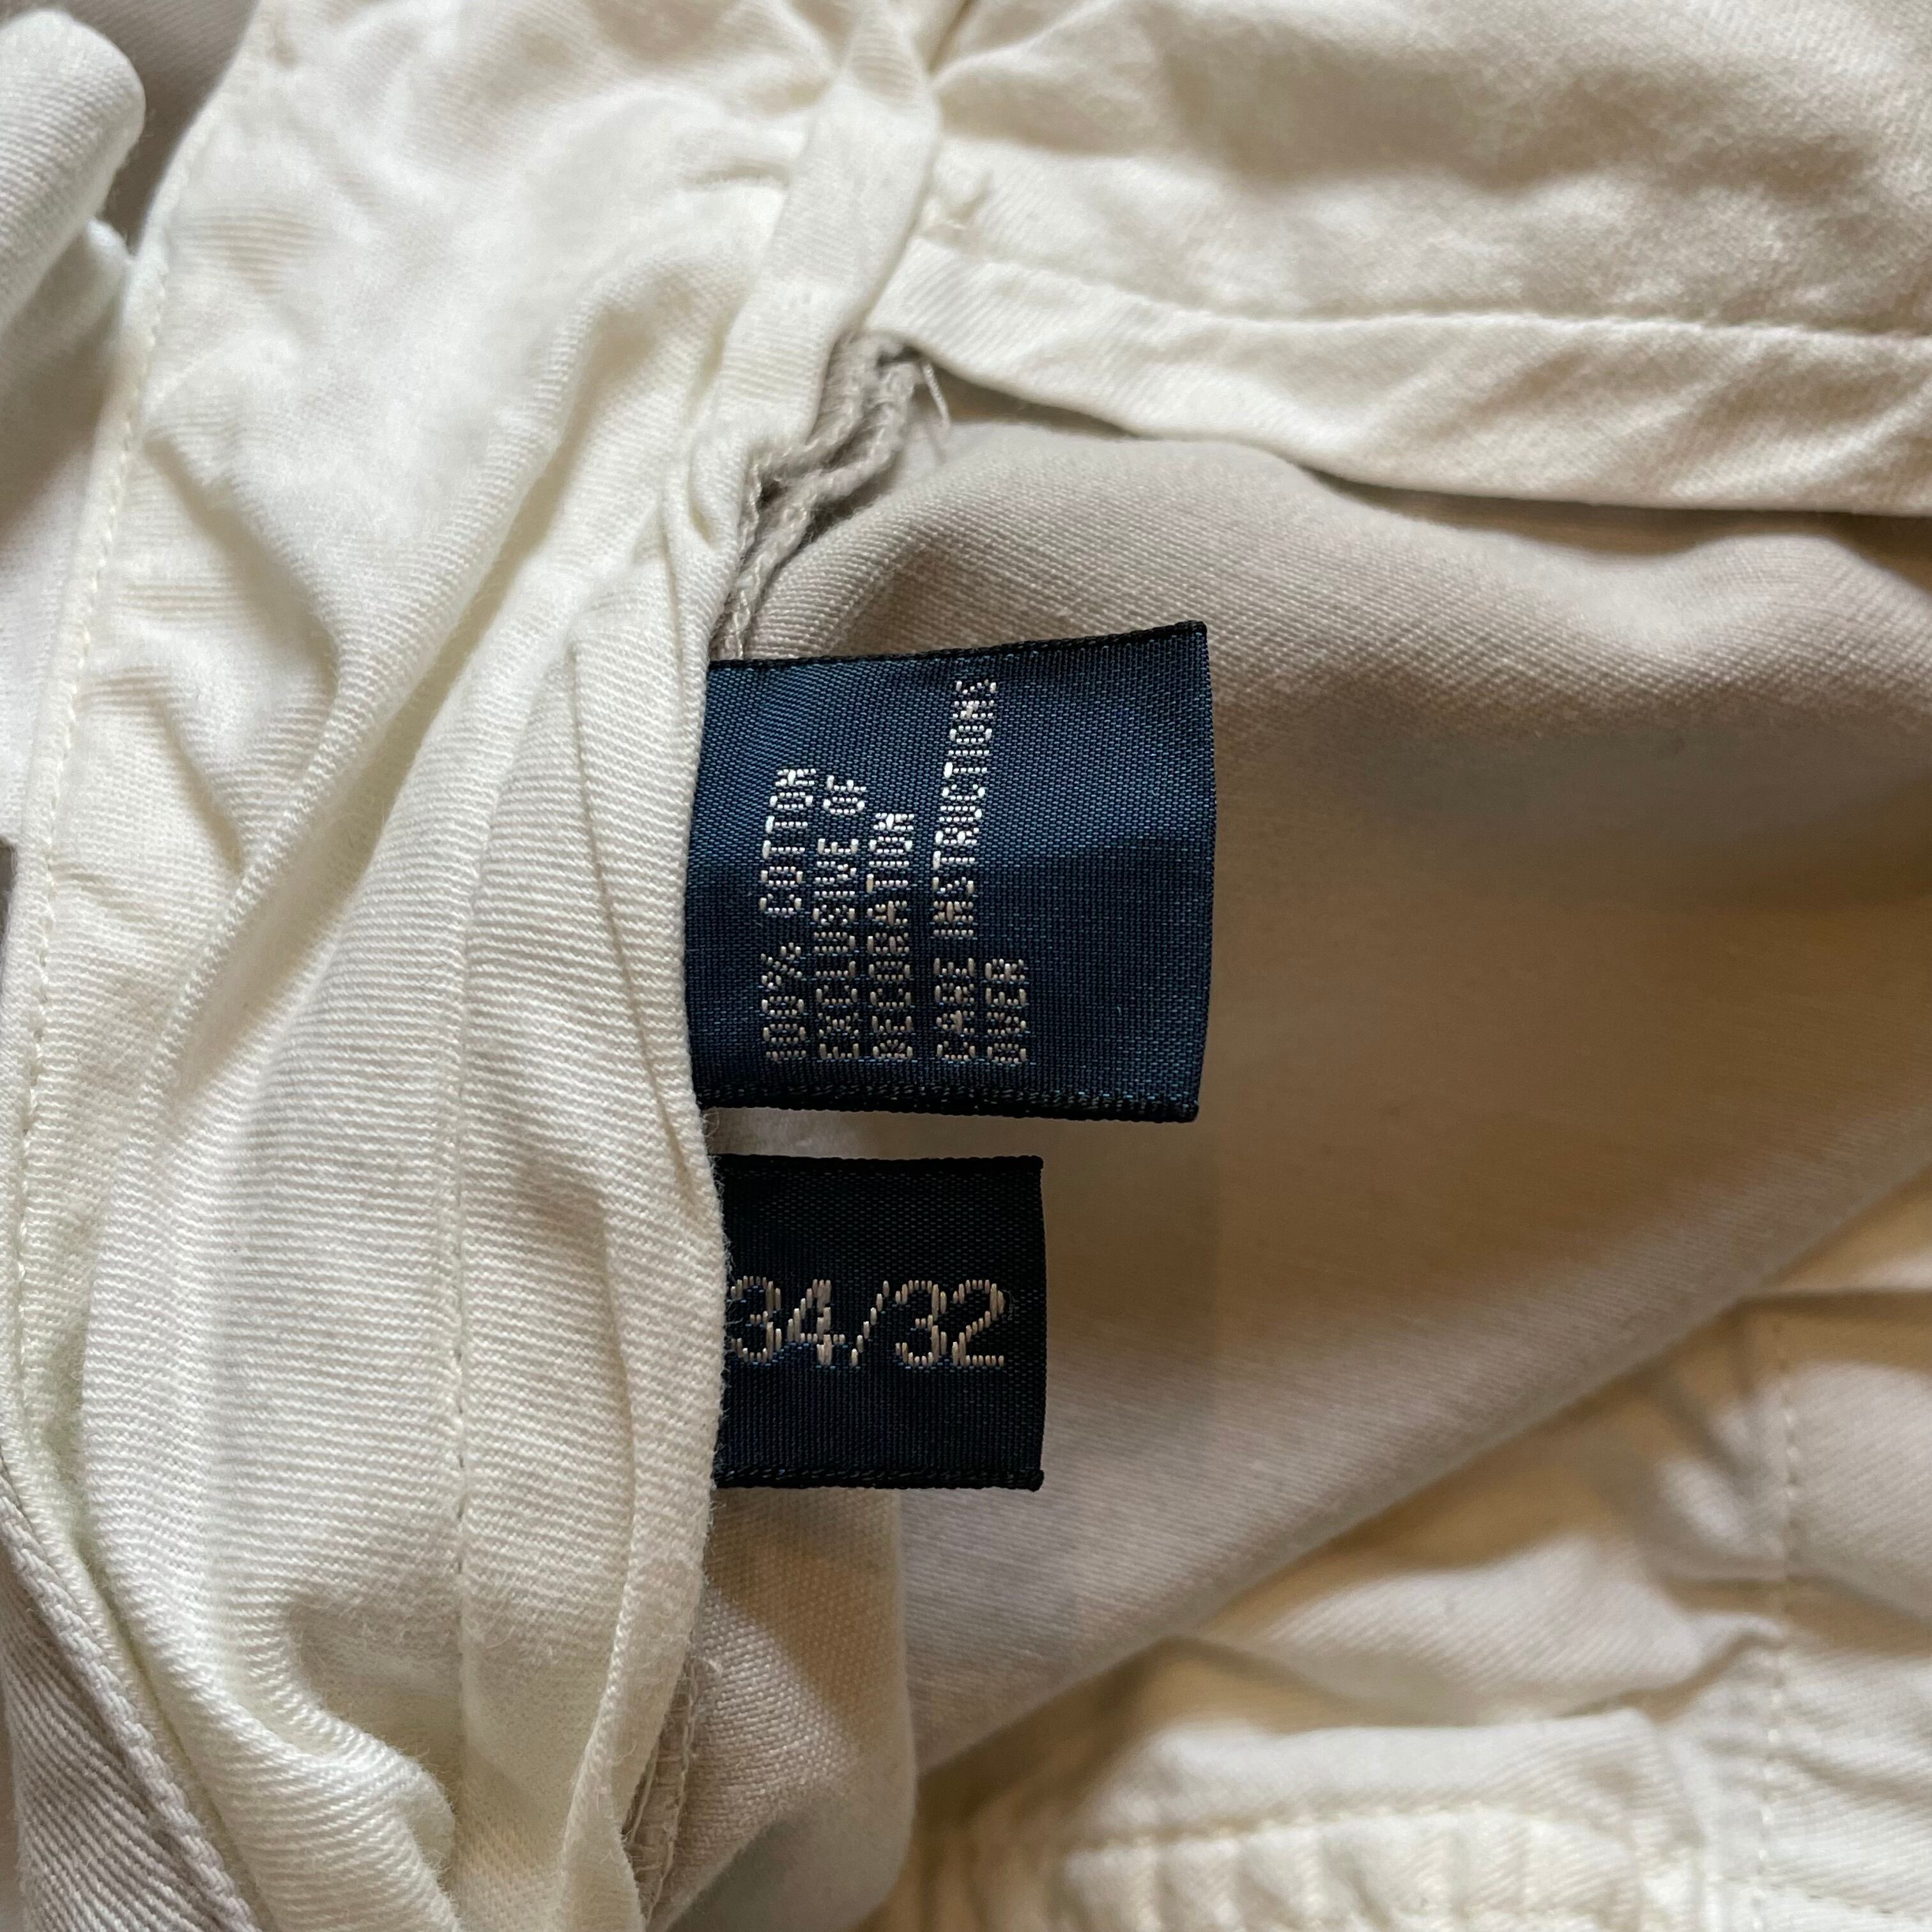 100% COTTON
EXCLUSIVE OF
DECORATION
CARE INSTRUCTIONS
OVER
34/32